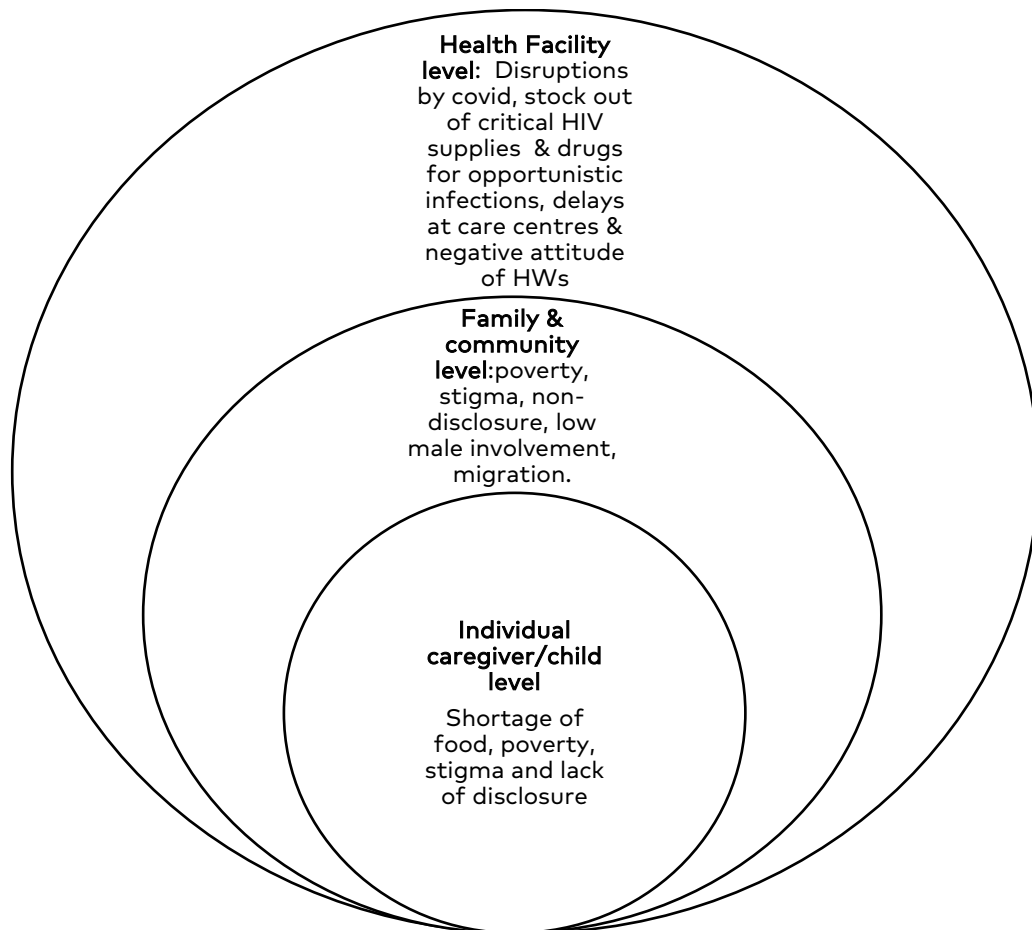 Health Facility
level:  Disruptions
by covid, stock out
of critical HIV
supplies  & drugs
for opportunistic
infections, delays
at care centres &
negative attitude
of HWs
Family &
community
level:poverty,
stigma, non-
disclosure, low
male involvement,
migration.
Individual
caregiver/child
level
Shortage of
food, poverty,
stigma and lack
of disclosure